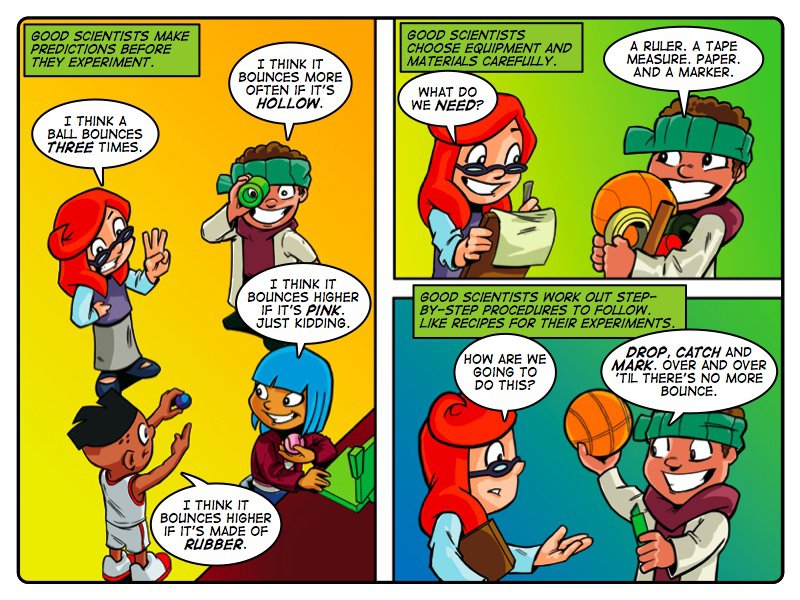 GOOD SCIENTISTS MAKE
PREDICTIONS BEFORE
THEY EXPERIMENT.
I THINK IT
BOUNCES MORE
OFTEN IF IT'S
HOLLOW.
I THINK A
BALL BOUNCES
THREE TIMES.
I THINK IT
BOUNCES HIGHER
IF IT'S PINK.
JUST KIDDING.
I THINK IT
BOUNCES HIGHER
IF IT'S MADE OF
RUBBER.
GOOD SCIENTISTS
CHOOSE EQUIPMENT AND
MATERIALS CAREFULLY.
WHAT DO
WE NEED?
A RULER. A TAPE
MEASURE. PAPER.
AND A MARKER.
GOOD SCIENTISTS WORK OUT STEP-
BY-STEP PROCEDURES TO FOLLOW.
LIKE RECIPES FOR THEIR EXPERIMENTS.
HOW ARE WE
GOING TO
DO THIS?
DROP, CATCH AND
MARK. OVER AND OVER
'TIL THERE'S NO MORE
BOUNCE.